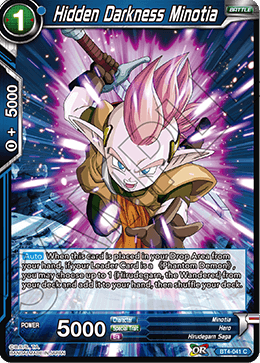 1
Hidden Darkness Minotia
BATTLE
+ 5000
Auto When this card is placed in your Drop Area from
your hand, if your Leader Card is a 《Phantom Demon》,
you may choose up to 1 {Hirudegarn, the Wandered} from
your deck and add it to your hand, then shuffle your deck.
POWER
5000
Character
Minotia
Special Trait
Hero
Era
Hirudegarn Saga
BANDAI
BT4-041 C